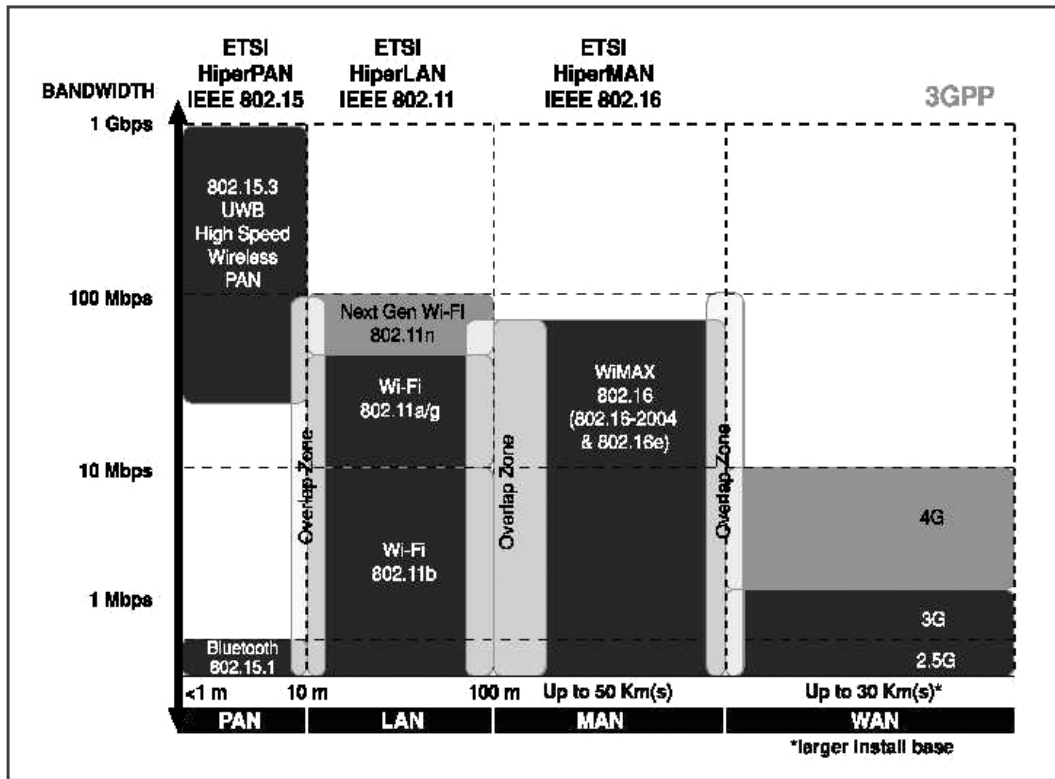 ETSI
HiperPAN
IEEE 802.15
ETSI
HiperLAN
IEEE 802.11
ETSI
HiperMAN
IEEE 802.16
3GPP
BANDWIDTH
1 Gbps
100 Mbps
10 Mbps
1 Mbps
802.15.3
UWB
High Speed
Wireless
PAN
Bluetooth
802.15.1
Overlap Zone
Next Gen Wi-Fi
802.11n
Wi-Fi
802.11a/g
Wi-Fi
802.11b
Overlap Zone
WiMAX
802.16
(802.16-2004
& 802.16e)
Overlap Zone
4G
3G
2.5G
<1 m
10 m
100 m
Up to 50 Km(s)
Up to 30 Km(s)*
PAN
LAN
MAN
WAN
*larger install base